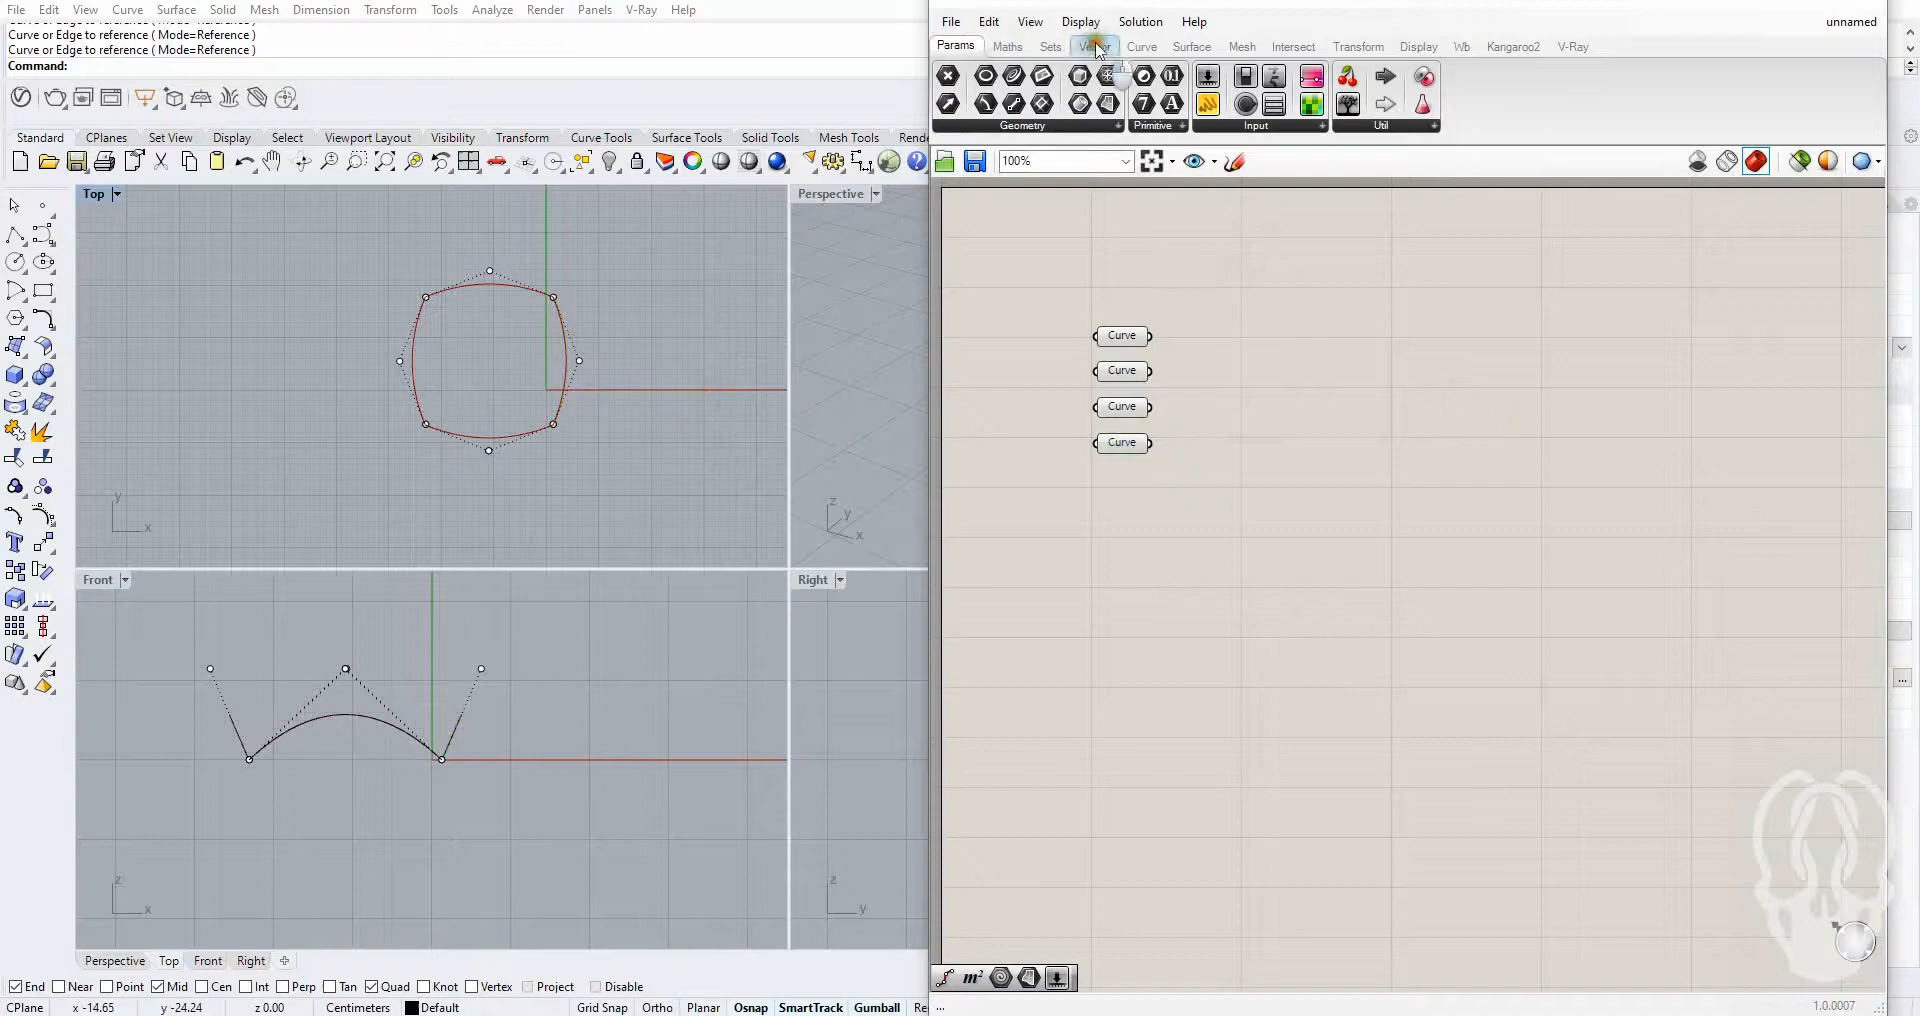 File Edit View Curve Surface Solid Mesh Dimension Transform Tools Analyze Render Panels V-Ray Help
Curve or Edge to reference ( Mode=Reference )
Curve or Edge to reference ( Mode=Reference )
Command:
Standard CPlanes Set View Display Select Viewport Layout Visibility Transform Curve Tools Surface Tools Solid Tools Mesh Tools
Top
Perspective
y
x
z
y
x
Front
Right
z
x
z
y
Perspective Top Front Right
End Near Point Mid Cen Int Perp Tan Quad Knot Vertex Project Disable
CPlane x -14.65 y -24.24 z 0.00 Centimeters Default Grid Snap Ortho Planar Osnap SmartTrack Gumball
File Edit View Display Solution Help unnamed
Params Maths Sets Curve Surface Mesh Intersect Transform Display Wb Kangaroo2 V-Ray
Geometry Primitive Input Util
100%
Curve
Curve
Curve
Curve
m²
... 1.0.0007